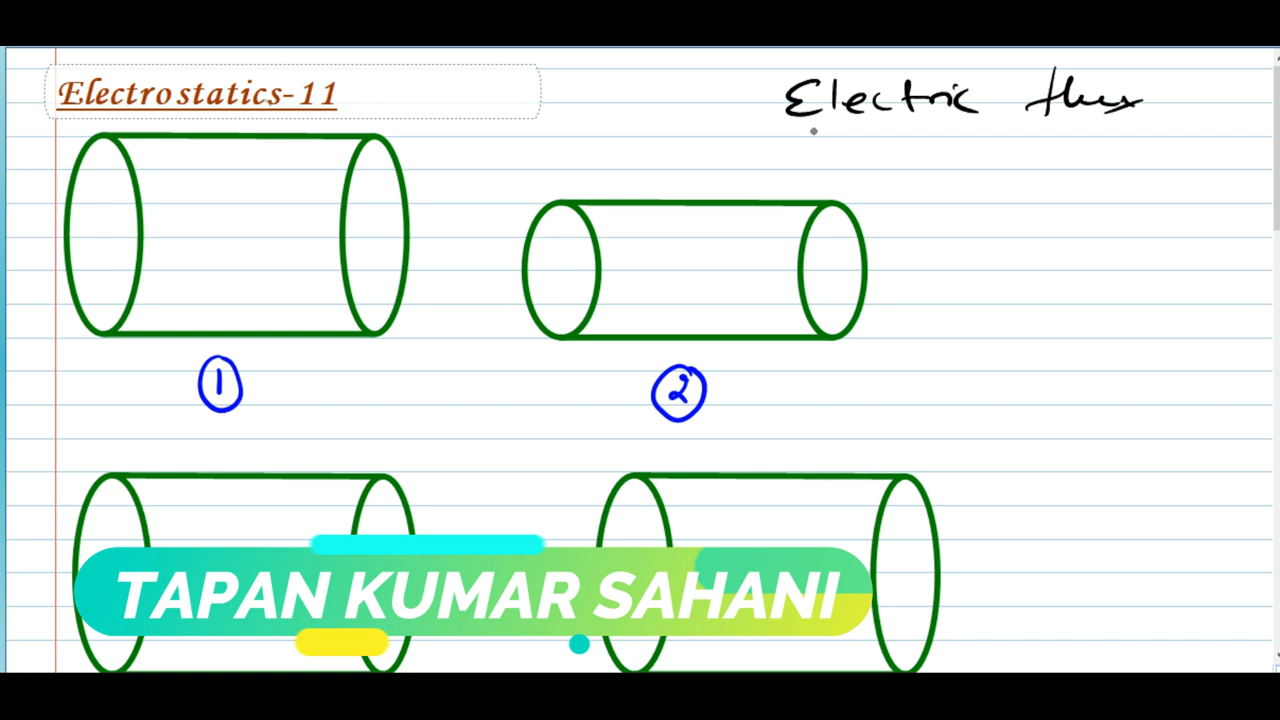 Electrostatics-11
Electric flux
1
2
TAPAN KUMAR SAHANI